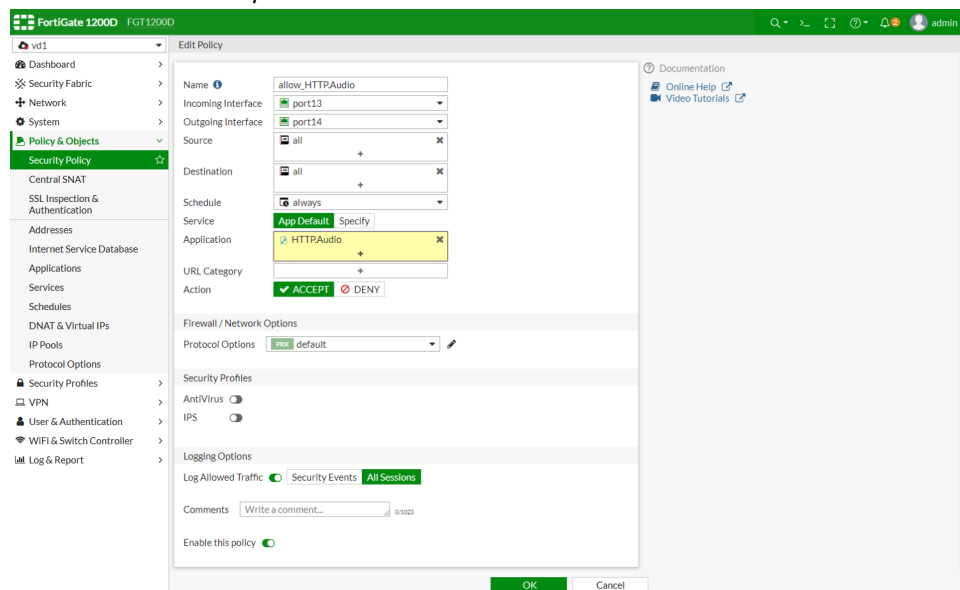 FortiGate 1200D FGT1200D
admin
vd1
Edit Policy
Dashboard
Security Fabric
Network
System
Policy & Objects
Security Policy
Central SNAT
SSL Inspection &
Authentication
Addresses
Internet Service Database
Applications
Services
Schedules
DNAT & Virtual IPs
IP Pools
Protocol Options
Security Profiles
VPN
User & Authentication
WiFi & Switch Controller
Log & Report
Name allow_HTTP.Audio
Incoming Interface port13
Outgoing Interface port14
Source all
+
Destination all
+
Schedule always
Service App Default Specify
Application HTTP.Audio
+
URL Category +
Action ACCEPT DENY
Firewall / Network Options
Protocol Options PRX default
Security Profiles
AntiVirus
IPS
Logging Options
Log Allowed Traffic Security Events All Sessions
Comments Write a comment... 0/1023
Enable this policy
OK Cancel
Documentation
Online Help
Video Tutorials